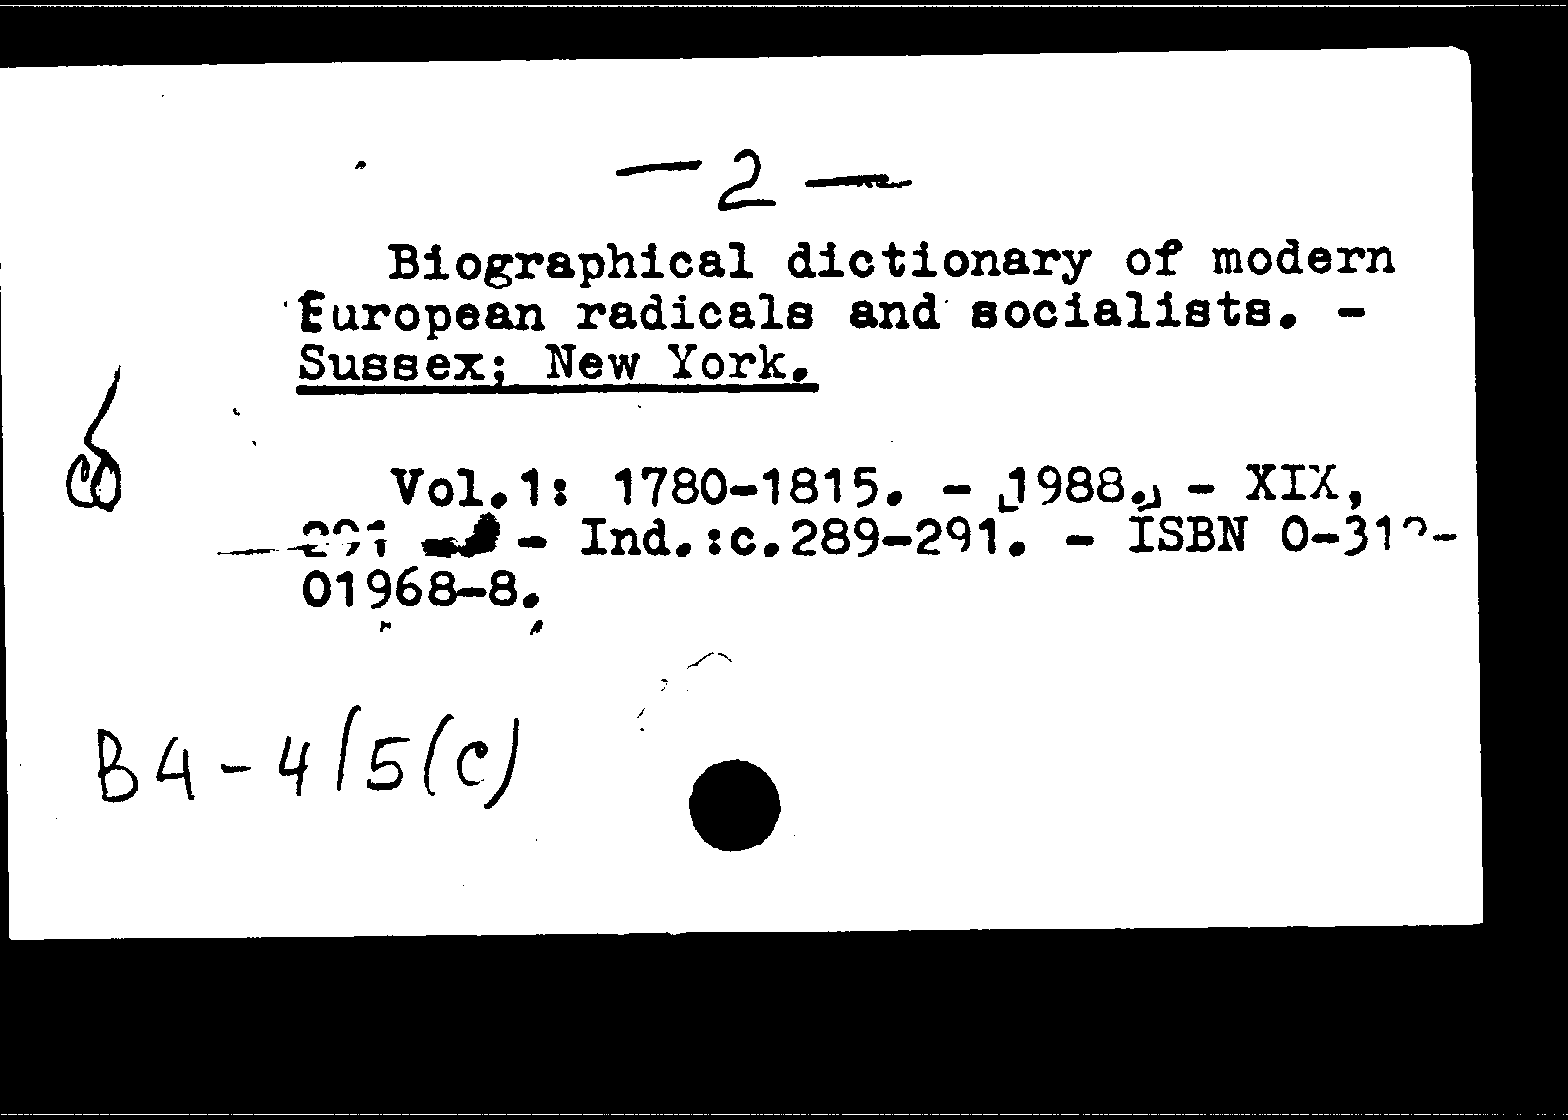 — 2 —
Biographical dictionary of modern
European radicals and socialists. -
Sussex; New York.
Vol.1: 1780-1815. - [1988.] - XIX,
291 - Ind.:c.289-291. - ISBN 0-31
01968-8.
B4-4/5(c)